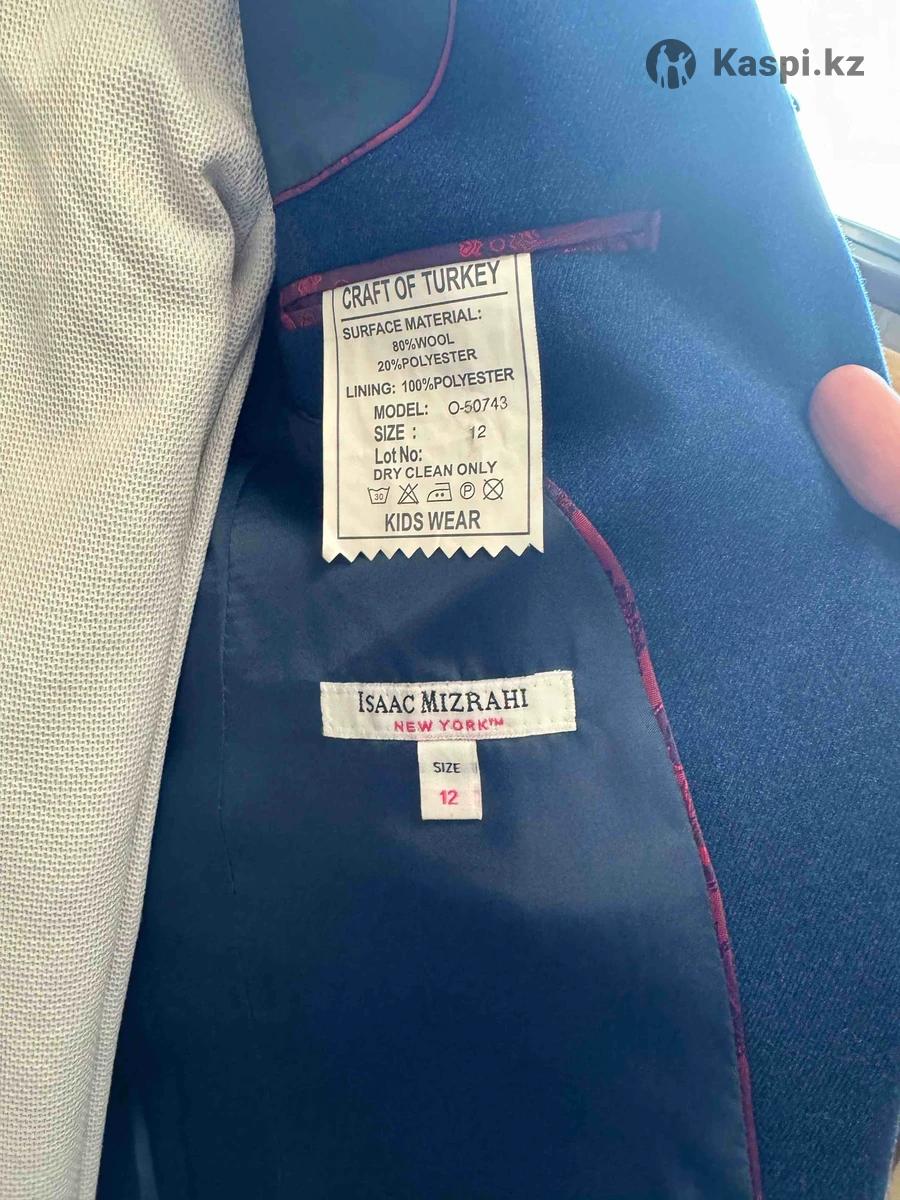 Kaspi.kz
CRAFT OF TURKEY
SURFACE MATERIAL:
80%WOOL
20%POLYESTER
LINING: 100%POLYESTER
MODEL: O-50743
SIZE : 12
Lot No:
DRY CLEAN ONLY
30 P
KIDS WEAR
ISAAC MIZRAHI
NEW YORK™
SIZE
12